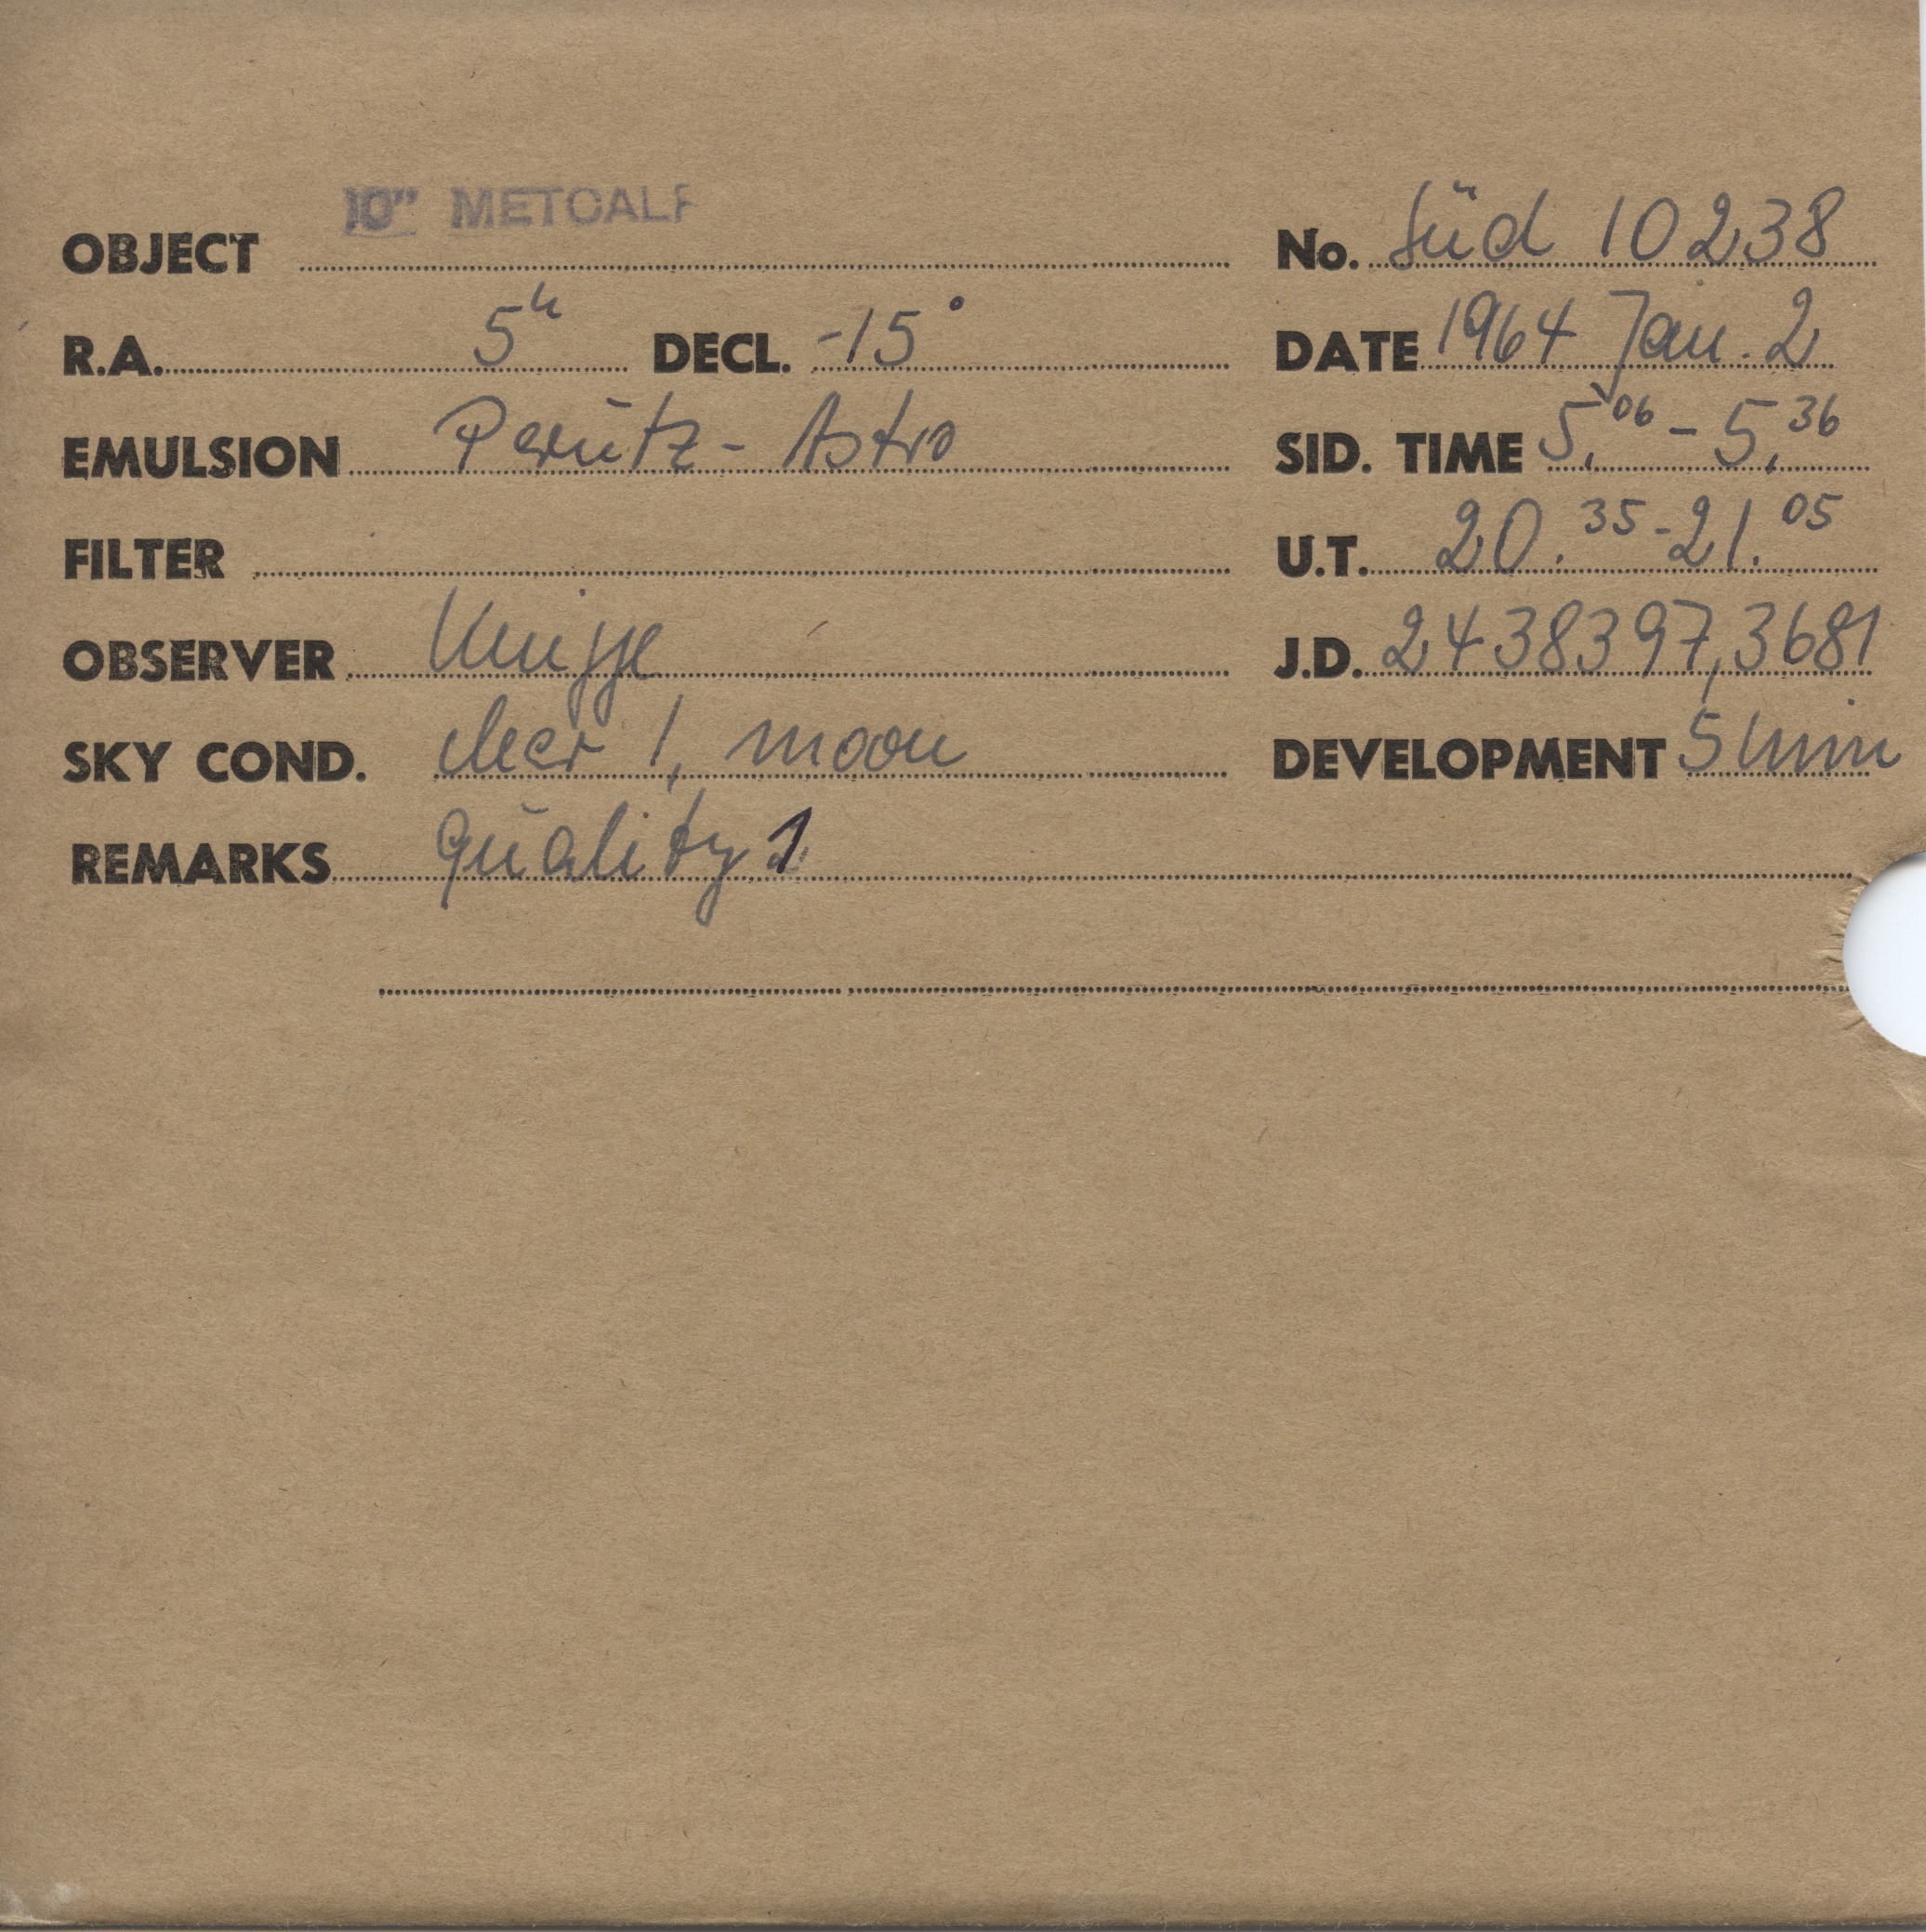 10" METCALF
OBJECT No. Süd 10238
R.A. 5h DECL. -15° DATE 1964 Jan. 2
EMULSION Perutz - Astro SID. TIME 5.06 - 5.36
FILTER U.T. 20.35 - 21.05
OBSERVER J.D. 2438397,3681
SKY COND. clear 1, moon DEVELOPMENT 5 min
REMARKS quality 1